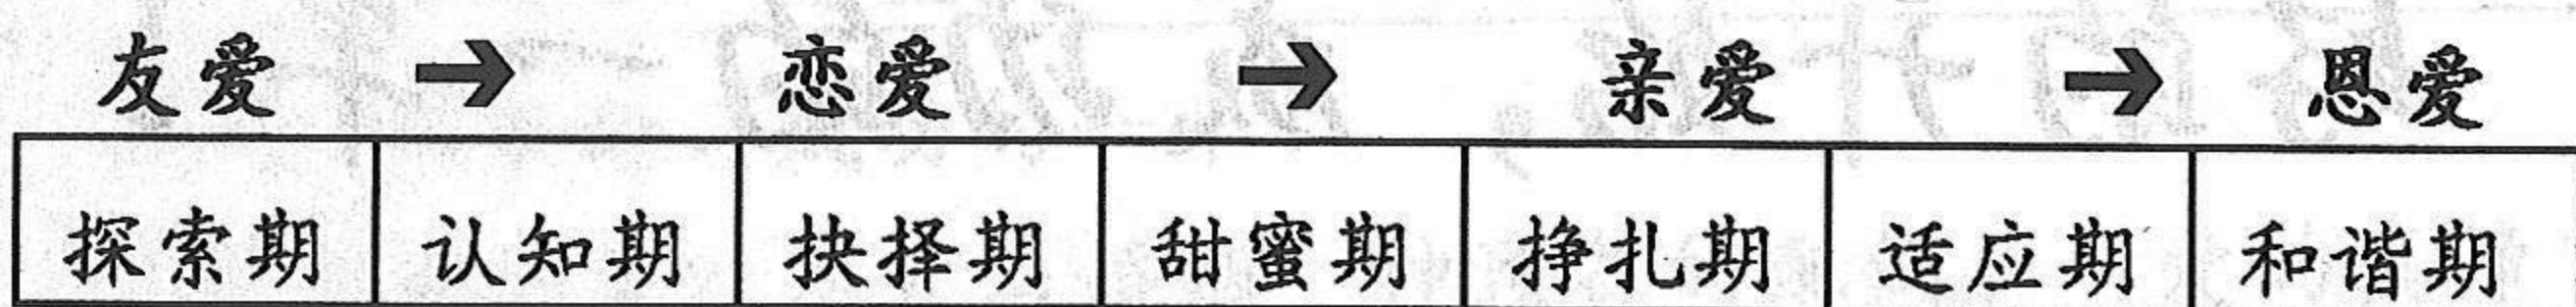 友爱 → 恋爱 → 亲爱 → 恩爱
探索期 认知期 抉择期 甜蜜期 挣扎期 适应期 和谐期